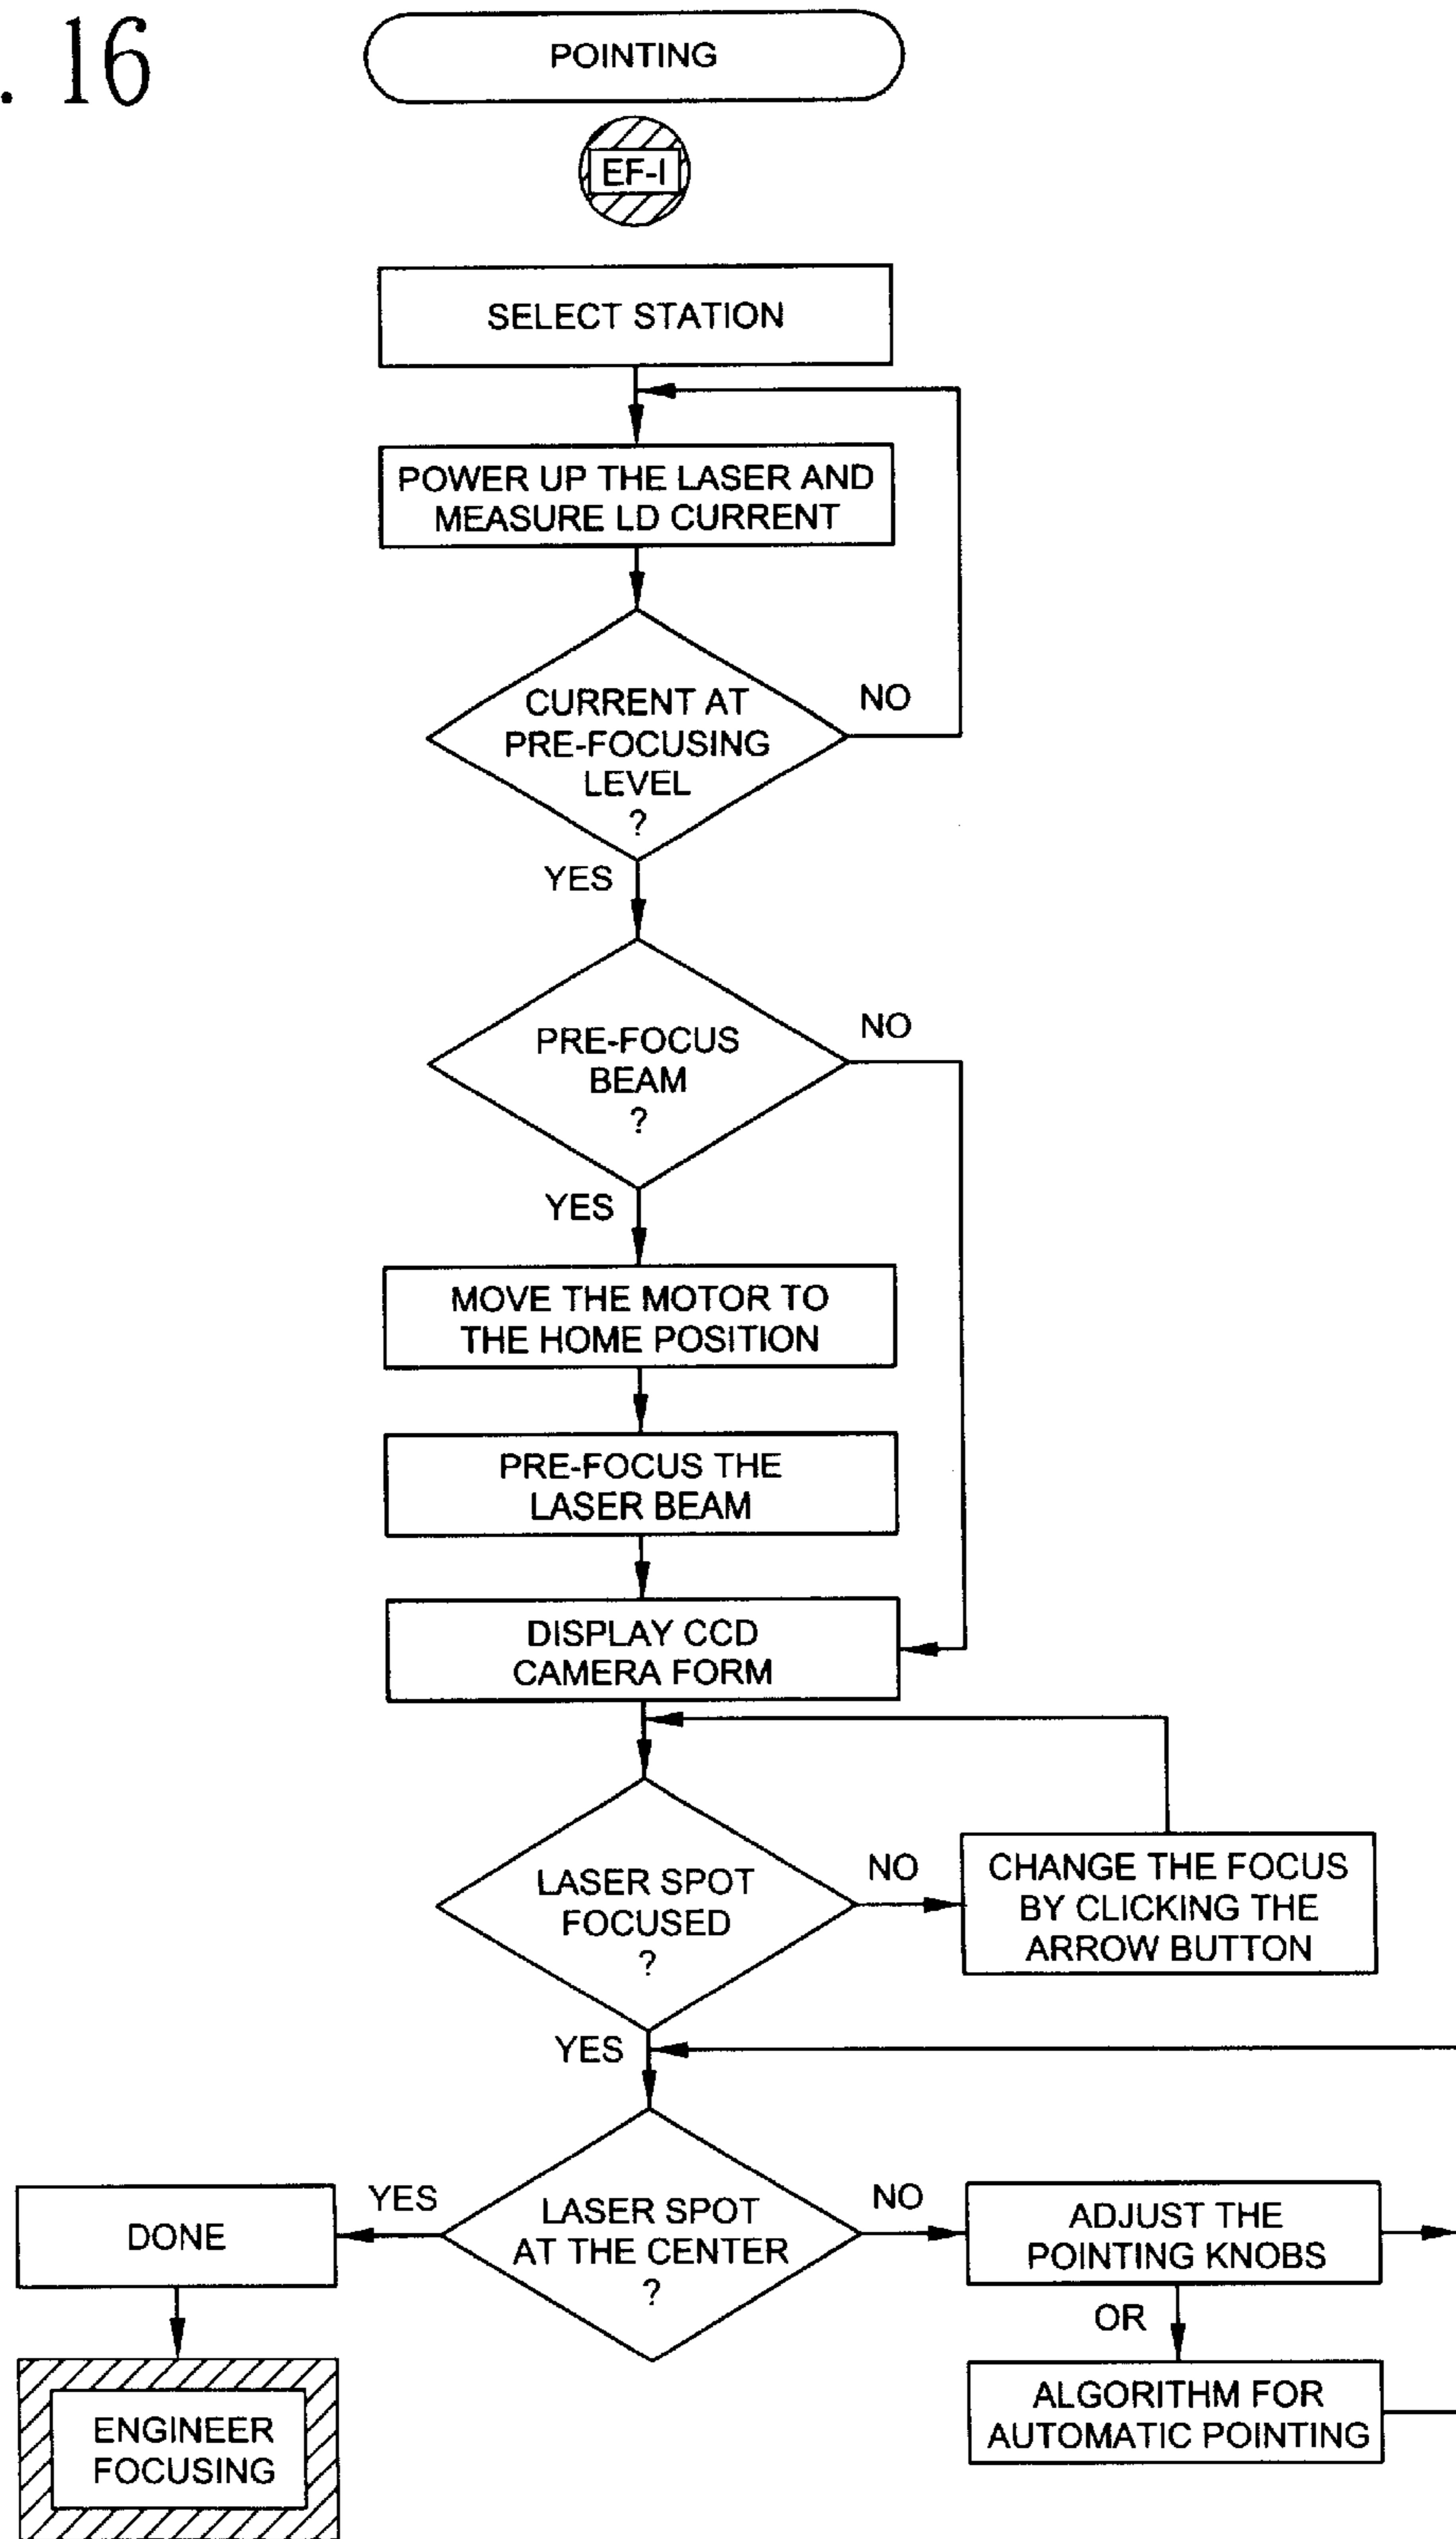 . 16
POINTING
EF-I
SELECT STATION
POWER UP THE LASER AND
MEASURE LD CURRENT
CURRENT AT
PRE-FOCUSING
LEVEL
?
NO
YES
PRE-FOCUS
BEAM
?
NO
YES
MOVE THE MOTOR TO
THE HOME POSITION
PRE-FOCUS THE
LASER BEAM
DISPLAY CCD
CAMERA FORM
LASER SPOT
FOCUSED
?
NO
CHANGE THE FOCUS
BY CLICKING THE
ARROW BUTTON
YES
LASER SPOT
AT THE CENTER
?
YES
DONE
ENGINEER
FOCUSING
NO
ADJUST THE
POINTING KNOBS
OR
ALGORITHM FOR
AUTOMATIC POINTING